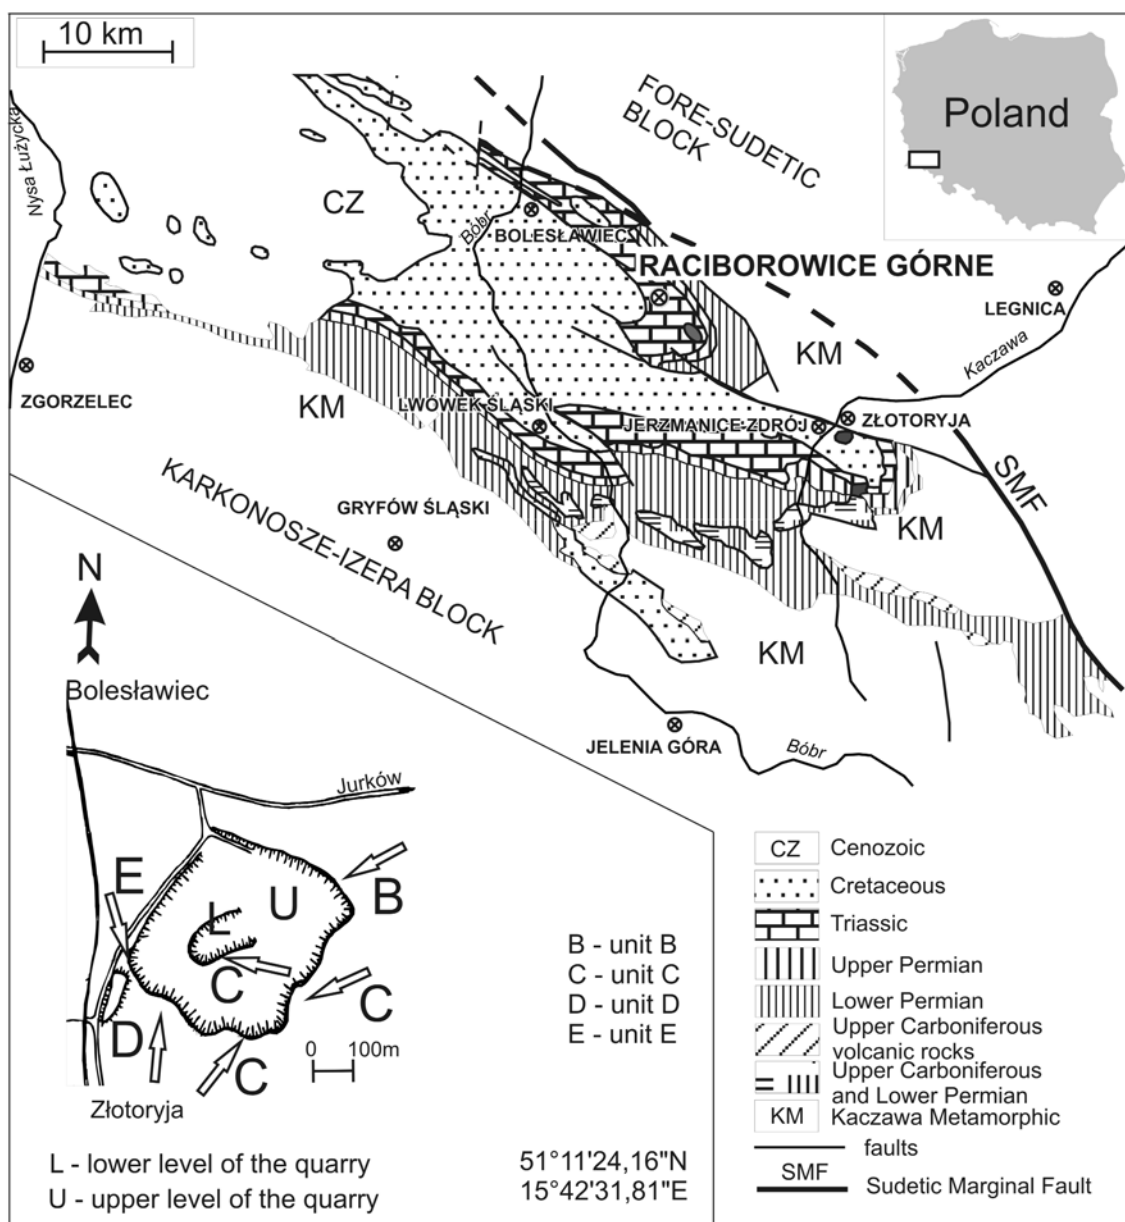 10 km
Poland
FORE-SUDETIC
BLOCK
Nysa Łużycka
CZ
Bóbr
BOLESŁAWIEC
RACIBOROWICE GÓRNE
LEGNICA
KM
Kaczawa
ZGORZELEC
KM
LWÓWEK ŚLĄSKI
JERZMANICE-ZDRÓJ
ZŁOTORYJA
SMF
GRYFÓW ŚLĄSKI
KARKONOSZE-IZERA BLOCK
KM
KM
JELENIA GÓRA
Bóbr
N
Bolesławiec
Jurków
E
U
B
L
C
C
D
C
0 100m
Złotoryja
B - unit B
C - unit C
D - unit D
E - unit E
L - lower level of the quarry
U - upper level of the quarry
51°11'24,16"N
15°42'31,81"E
CZ Cenozoic
Cretaceous
Triassic
Upper Permian
Lower Permian
Upper Carboniferous
volcanic rocks
Upper Carboniferous
and Lower Permian
KM Kaczawa Metamorphic
faults
SMF Sudetic Marginal Fault